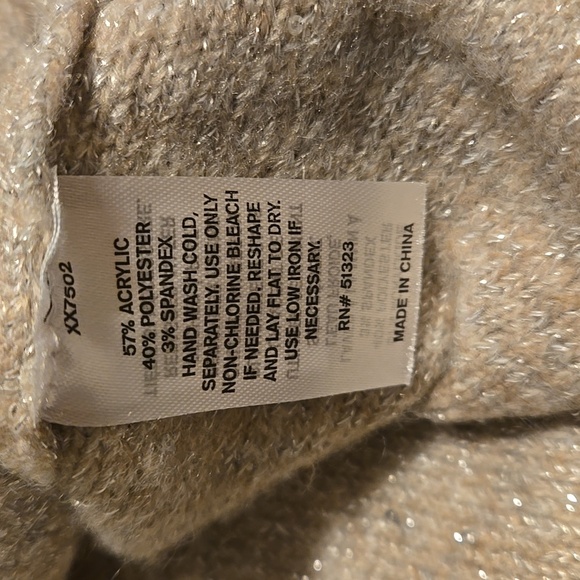 XX7502
57% ACRYLIC
40% POLYESTER
3% SPANDEX
HAND WASH COLD,
SEPARATELY. USE ONLY
NON-CHLORINE BLEACH
IF NEEDED. RESHAPE
AND LAY FLAT TO DRY.
USE LOW IRON IF
NECESSARY.
RN# 51323
MADE IN CHINA